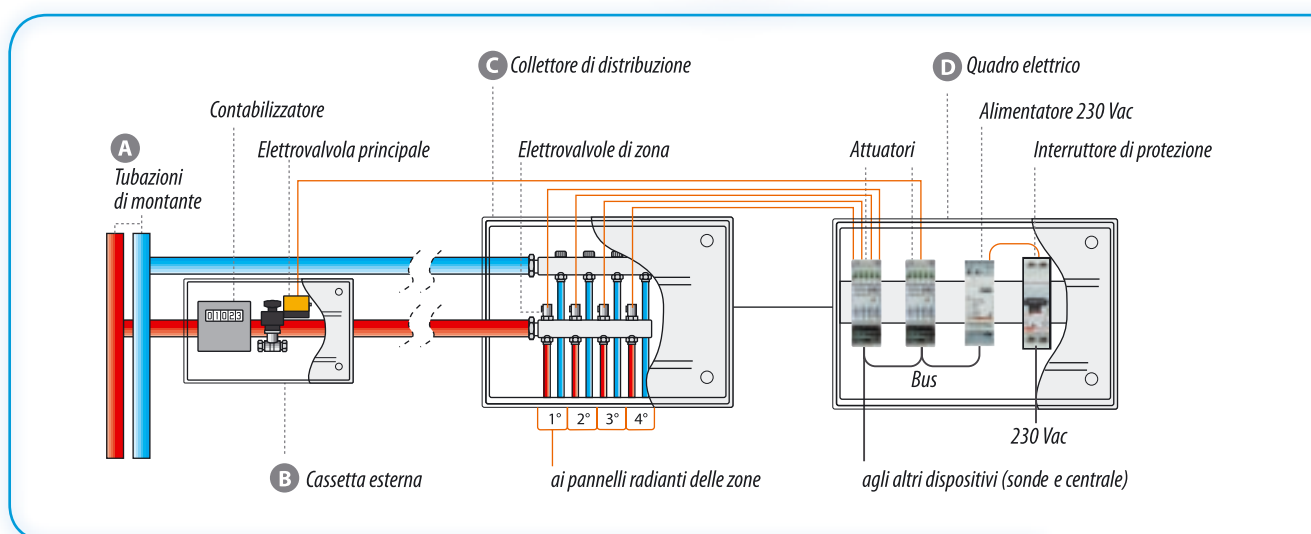 C Collettore di distribuzione
D Quadro elettrico
Contabilizzatore
Alimentatore 230 Vac
A
Elettrovalvola principale
Elettrovalvole di zona
Attuatori
Interruttore di protezione
Tubazioni
di montante
01023
Bus
1° 2° 3° 4°
230 Vac
B Cassetta esterna
ai pannelli radianti delle zone
agli altri dispositivi (sonde e centrale)